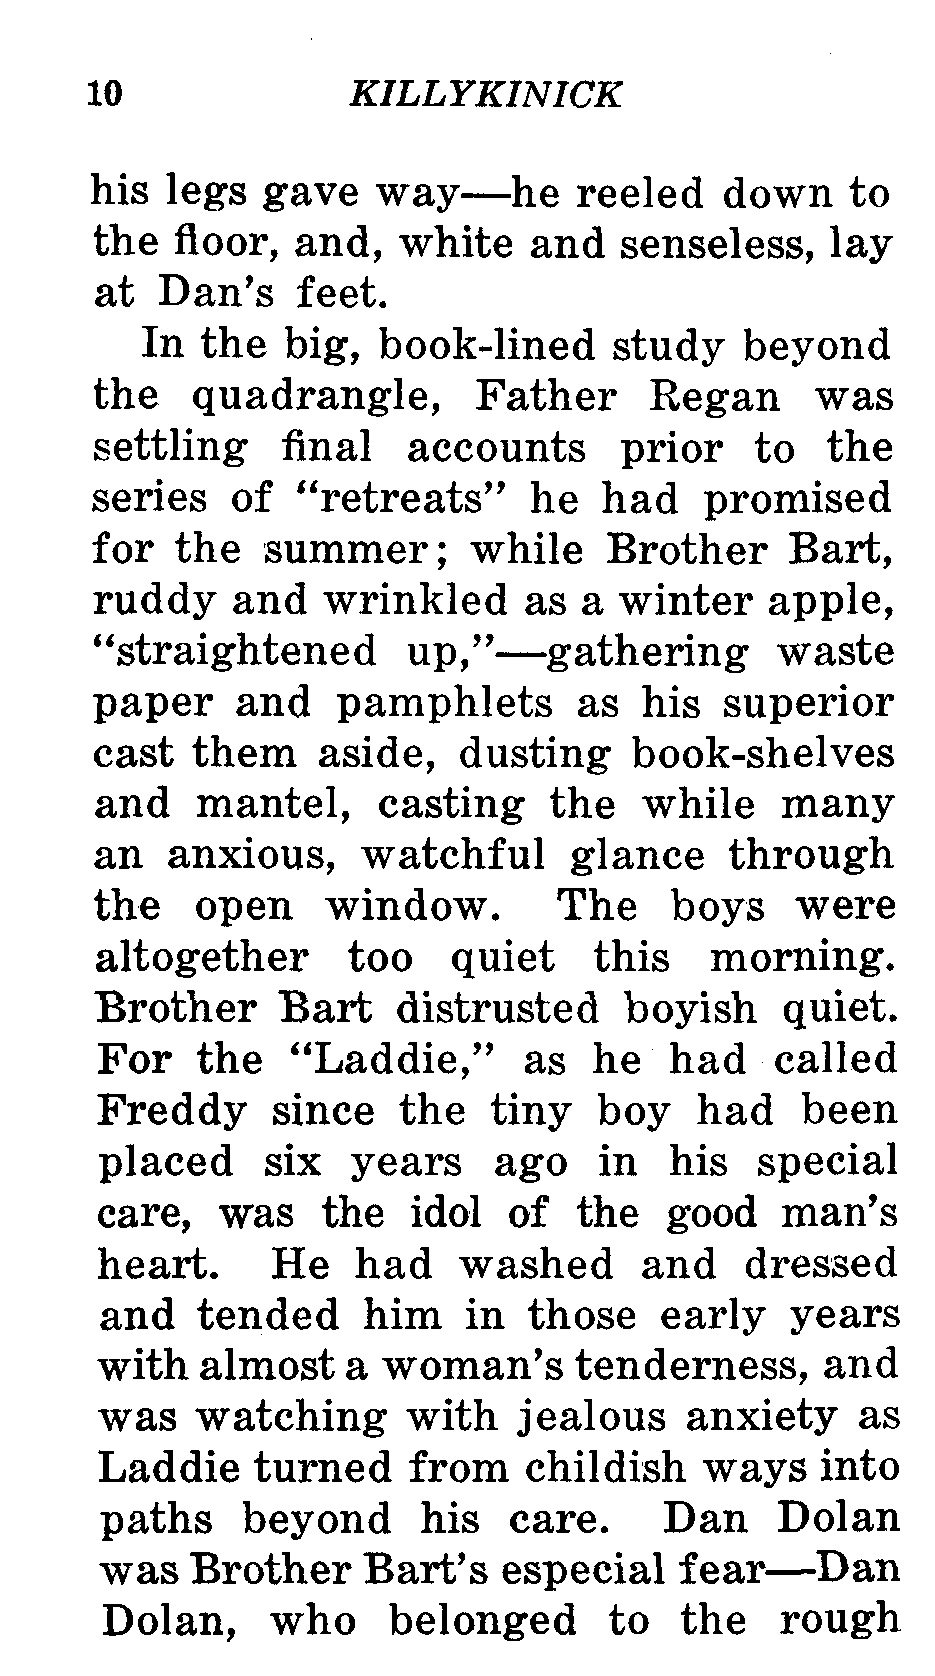 10 KILLYKINICK
his legs gave way—he reeled down to
the floor, and, white and senseless, lay
at Dan's feet.
In the big, book-lined study beyond
the quadrangle, Father Regan was
settling final accounts prior to the
series of “retreats” he had promised
for the summer; while Brother Bart,
ruddy and wrinkled as a winter apple,
“straightened up,”—gathering waste
paper and pamphlets as his superior
cast them aside, dusting book-shelves
and mantel, casting the while many
an anxious, watchful glance through
the open window. The boys were
altogether too quiet this morning.
Brother Bart distrusted boyish quiet.
For the “Laddie,” as he had called
Freddy since the tiny boy had been
placed six years ago in his special
care, was the idol of the good man's
heart. He had washed and dressed
and tended him in those early years
with almost a woman's tenderness, and
was watching with jealous anxiety as
Laddie turned from childish ways into
paths beyond his care. Dan Dolan
was Brother Bart's especial fear—Dan
Dolan, who belonged to the rough